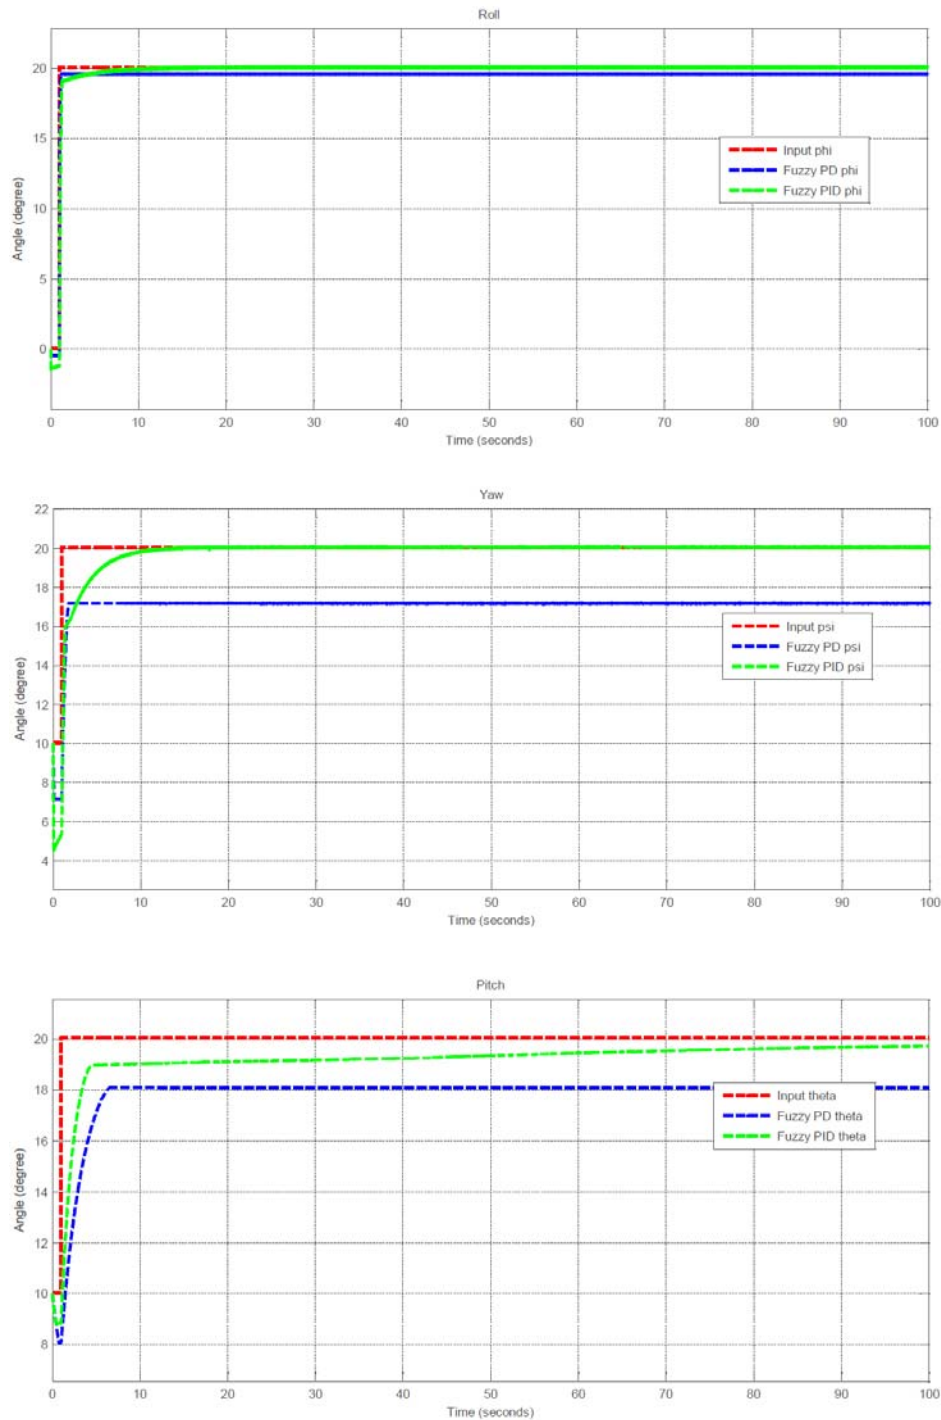 Roll
20
15
10
5
0
Angle (degree)
Input phi
Fuzzy PD phi
Fuzzy PID phi
0 10 20 30 40 50 60 70 80 90 100
Time (seconds)
Yaw
22
20
18
16
14
12
10
8
6
4
Angle (degree)
Input psi
Fuzzy PD psi
Fuzzy PID psi
0 10 20 30 40 50 60 70 80 90 100
Time (seconds)
Pitch
20
18
16
14
12
10
8
Angle (degree)
Input theta
Fuzzy PD theta
Fuzzy PID theta
0 10 20 30 40 50 60 70 80 90 100
Time (seconds)